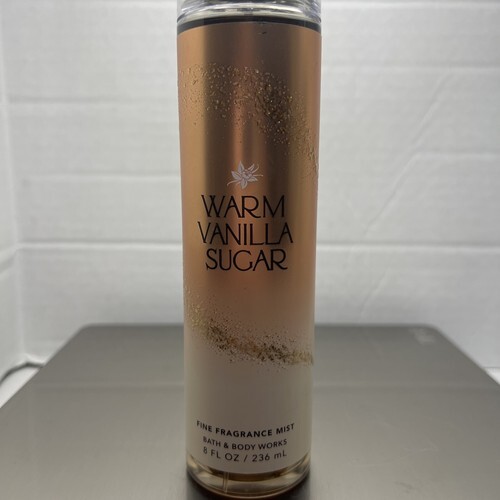 WARM
VANILLA
SUGAR
FINE FRAGRANCE MIST
BATH & BODY WORKS
8 FL OZ / 236 mL